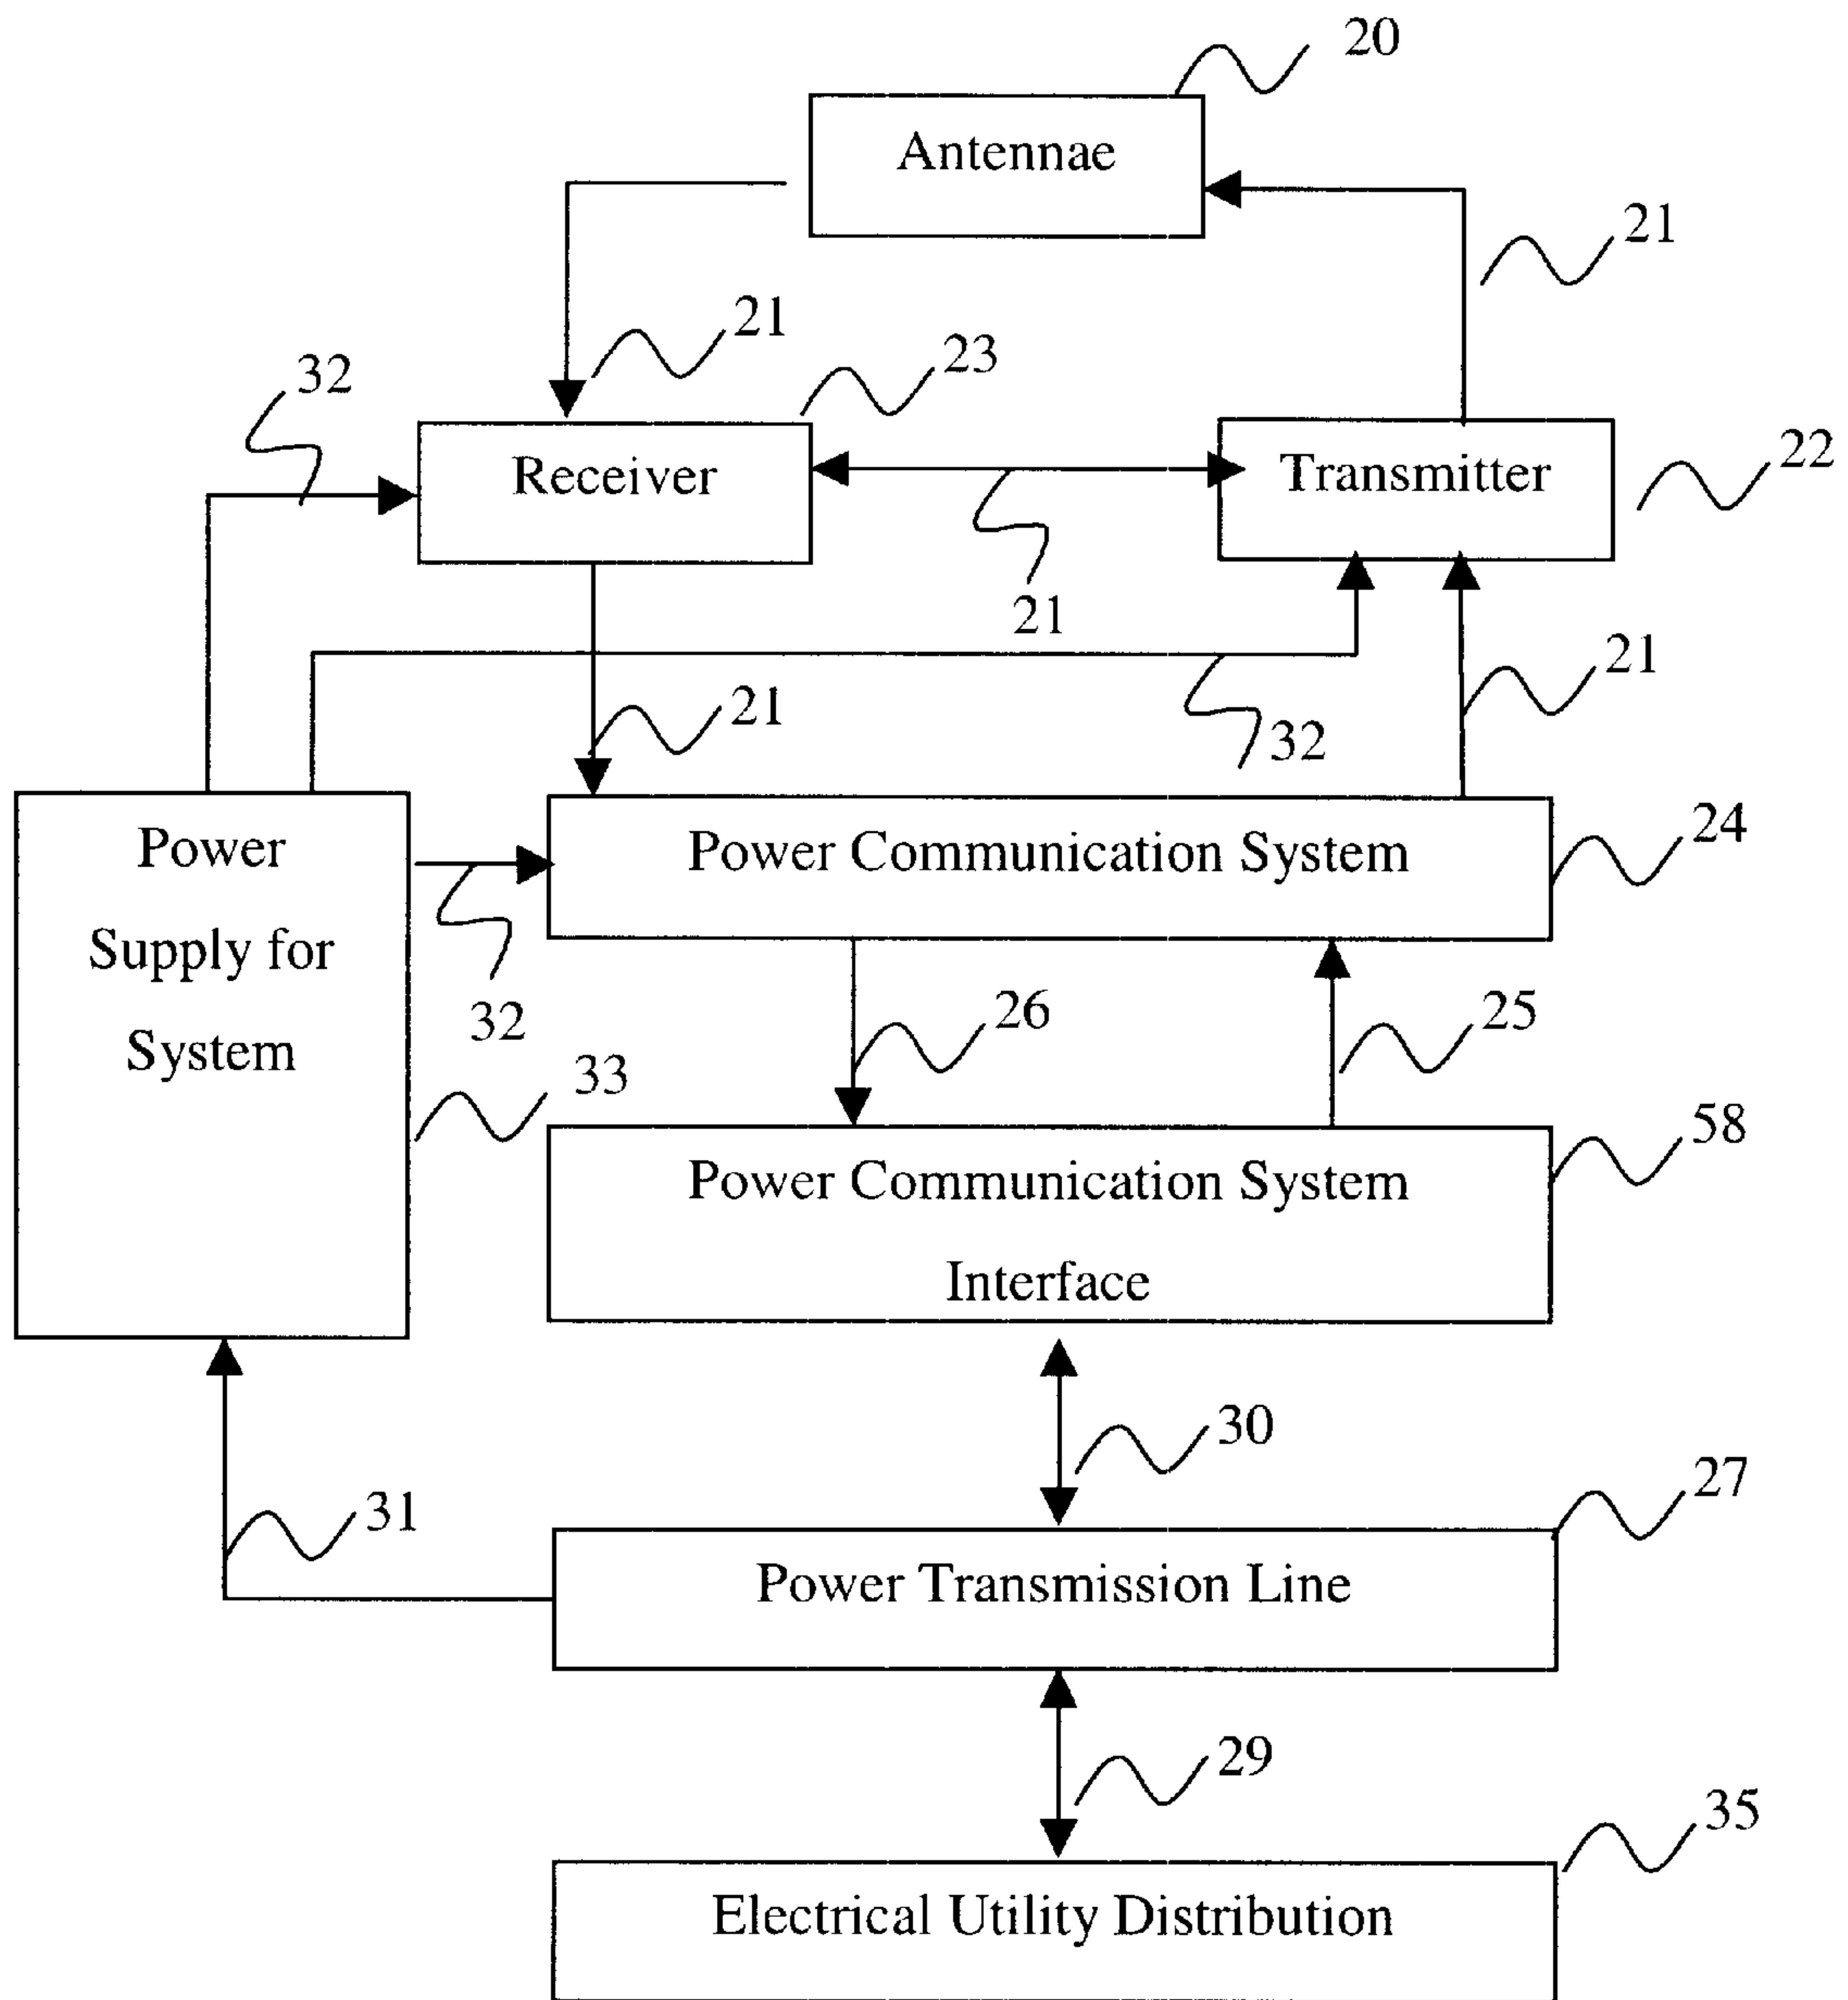 20
Antennae
21
21
23
32
Receiver
Transmitter
22
21
21
21
32
Power
Supply for
System
Power Communication System
24
32
26
25
33
58
Power Communication System
Interface
30
27
31
Power Transmission Line
29
35
Electrical Utility Distribution